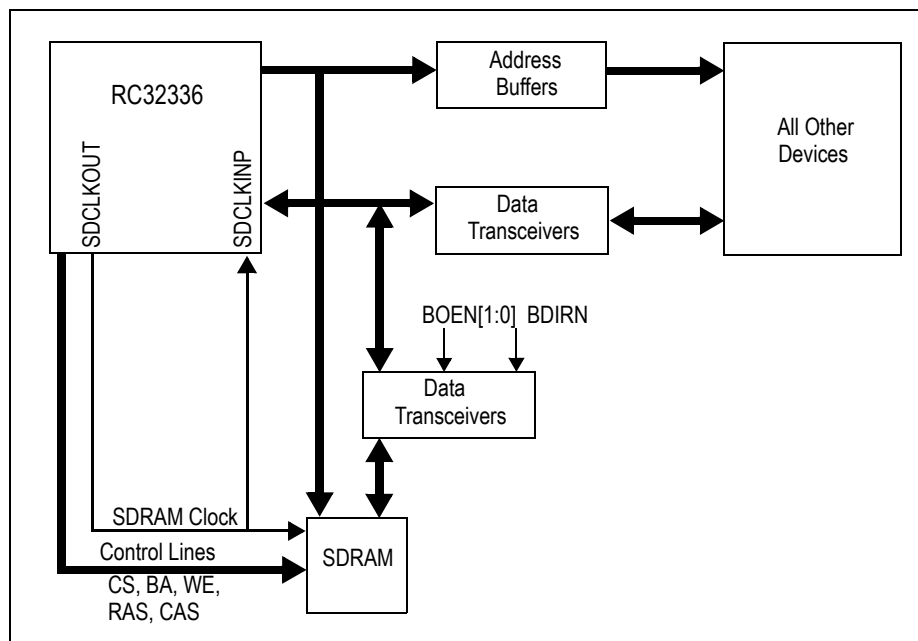 RC32336
SDCLKOUT
SDCLKINP
Address
Buffers
All Other
Devices
Data
Transceivers
BOEN[1:0] BDIRN
Data
Transceivers
SDRAM Clock
Control Lines
CS, BA, WE,
RAS, CAS
SDRAM